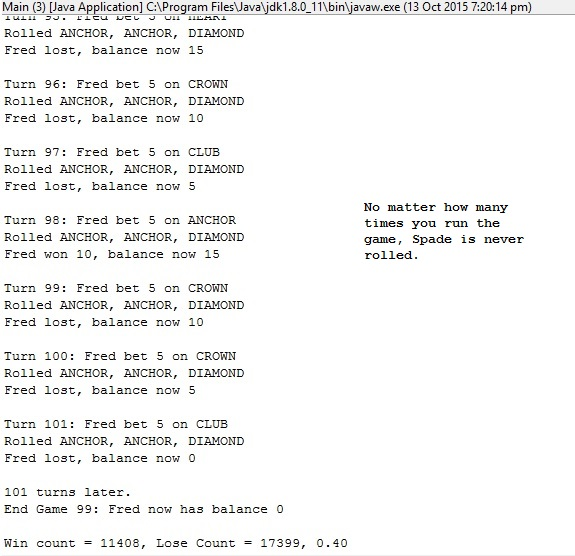 Main (3) [Java Application] C:\Program Files\Java\jdk1.8.0_11\bin\javaw.exe (13 Oct 2015 7:20:14 pm)
Turn 95: Fred bet 5 on HEART
Rolled ANCHOR, ANCHOR, DIAMOND
Fred lost, balance now 15
Turn 96: Fred bet 5 on CROWN
Rolled ANCHOR, ANCHOR, DIAMOND
Fred lost, balance now 10
Turn 97: Fred bet 5 on CLUB
Rolled ANCHOR, ANCHOR, DIAMOND
Fred lost, balance now 5
Turn 98: Fred bet 5 on ANCHOR
Rolled ANCHOR, ANCHOR, DIAMOND
Fred won 10, balance now 15
Turn 99: Fred bet 5 on CROWN
Rolled ANCHOR, ANCHOR, DIAMOND
Fred lost, balance now 10
Turn 100: Fred bet 5 on CROWN
Rolled ANCHOR, ANCHOR, DIAMOND
Fred lost, balance now 5
Turn 101: Fred bet 5 on CLUB
Rolled ANCHOR, ANCHOR, DIAMOND
Fred lost, balance now 0
101 turns later.
End Game 99: Fred now has balance 0
Win count = 11408, Lose Count = 17399, 0.40
No matter how many
times you run the
game, Spade is never
rolled.